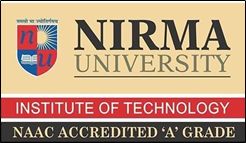 NIRMA
UNIVERSITY
INSTITUTE OF TECHNOLOGY
NAAC ACCREDITED 'A' GRADE